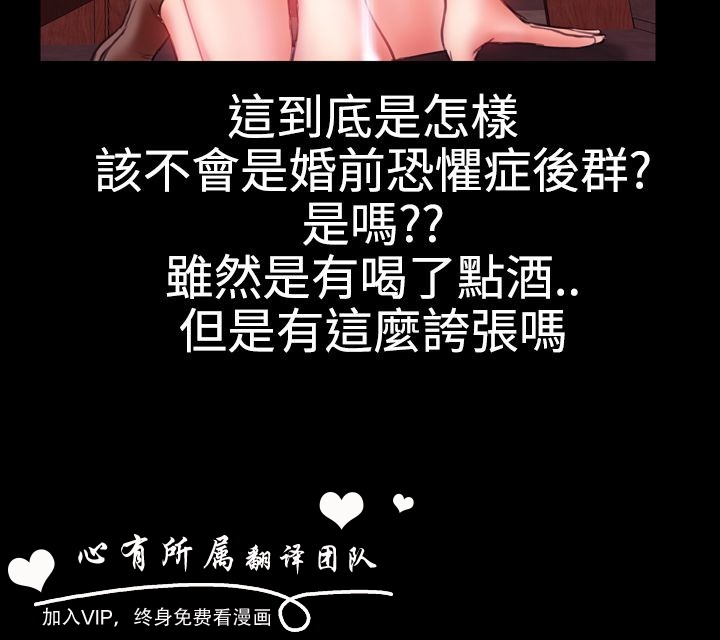 這到底是怎樣
該不會是婚前恐懼症後群?
是嗎??
雖然是有喝了點酒..
但是有這麼誇張嗎
心有所属翻译团队
加入VIP，终身免费看漫画